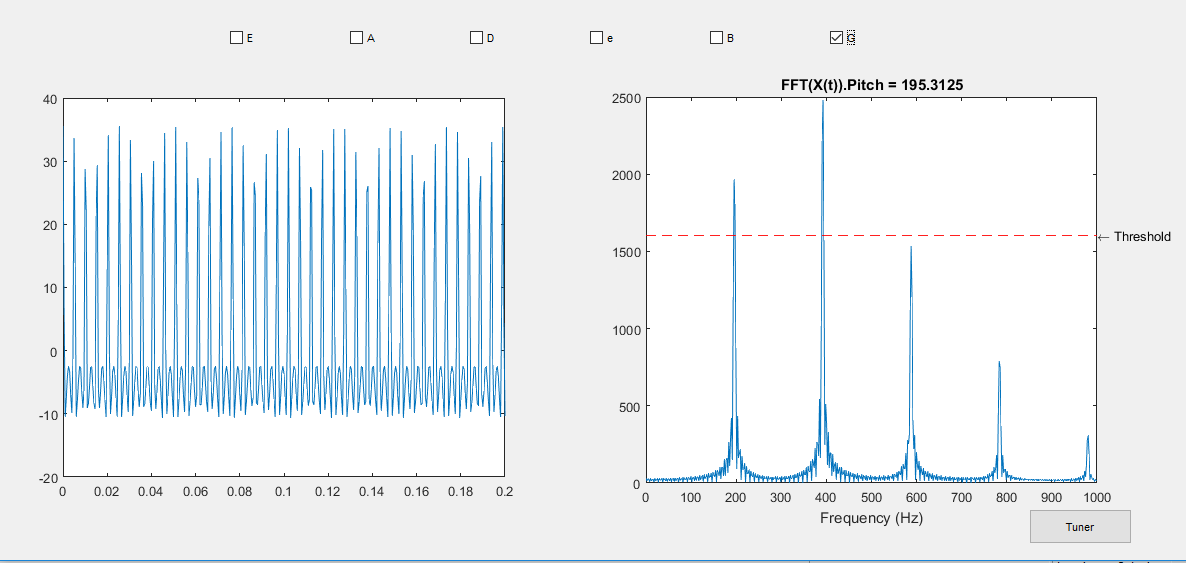 E A D e B G
FFT(X(t)).Pitch = 195.3125
40
30
20
10
0
-10
-20
0 0.02 0.04 0.06 0.08 0.1 0.12 0.14 0.16 0.18 0.2
2500
2000
1500
1000
500
0
← Threshold
0 100 200 300 400 500 600 700 800 900 1000
Frequency (Hz)
Tuner